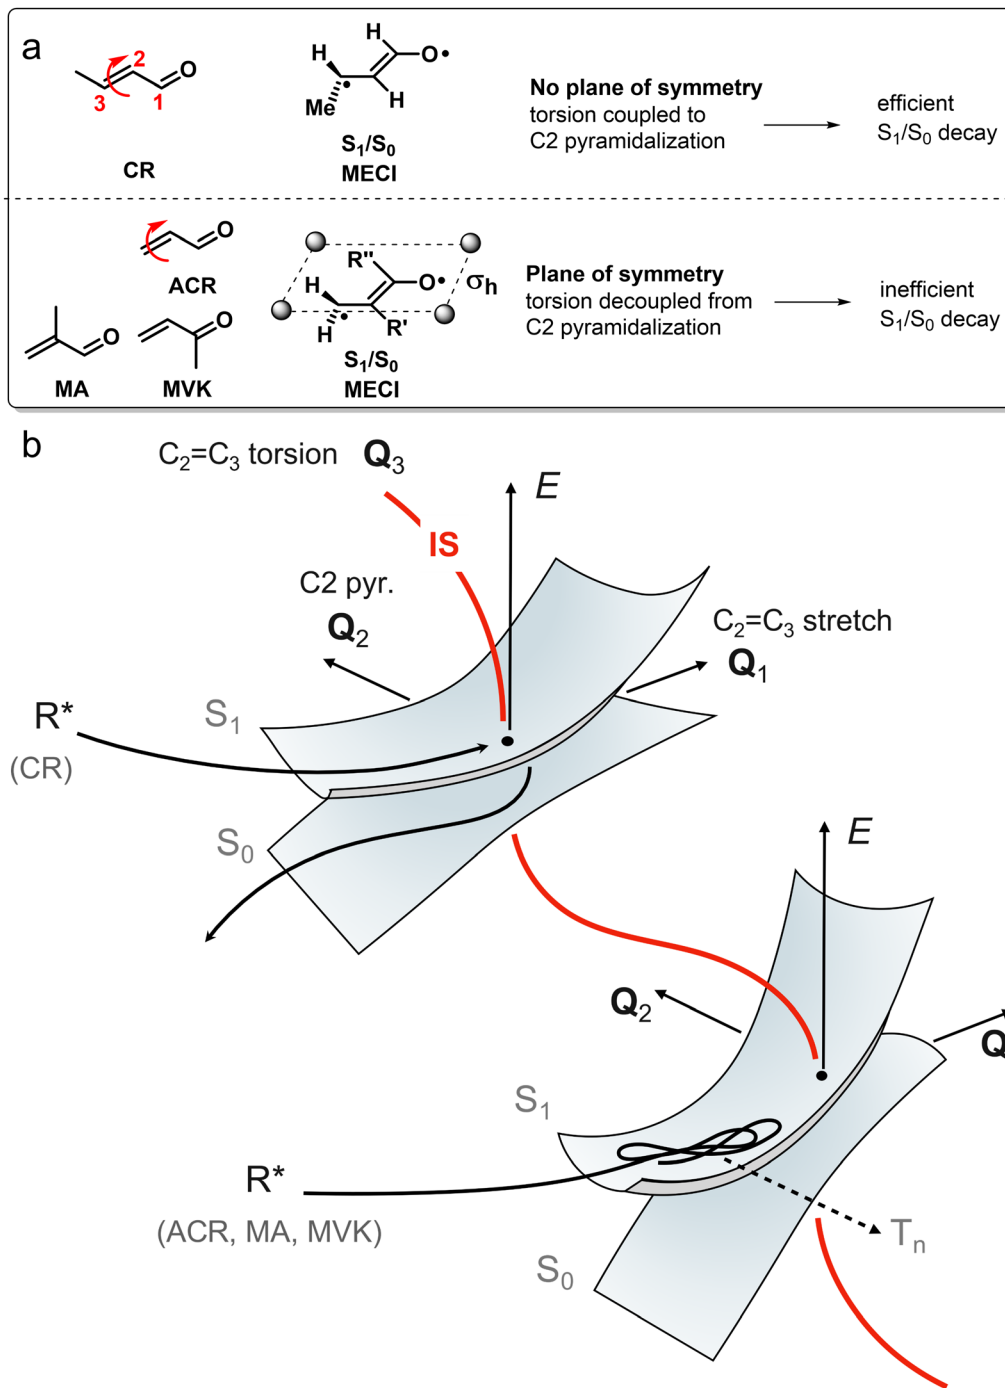 a
3
2
1
O
CR
H
O•
•
H
Me
S₁/S₀
MECI
No plane of symmetry
torsion coupled to
C2 pyramidalization
efficient
S₁/S₀ decay
O
ACR
O
MA
O
MVK
R''
O•
H
•
H
R'
σh
S₁/S₀
MECI
Plane of symmetry
torsion decoupled from
C2 pyramidalization
inefficient
S₁/S₀ decay
b
C₂=C₃ torsion Q₃
IS
E
C2 pyr.
Q₂
C₂=C₃ stretch
Q₁
R*
(CR)
S₁
S₀
E
Q₂
Q
S₁
R*
(ACR, MA, MVK)
Tₙ
S₀